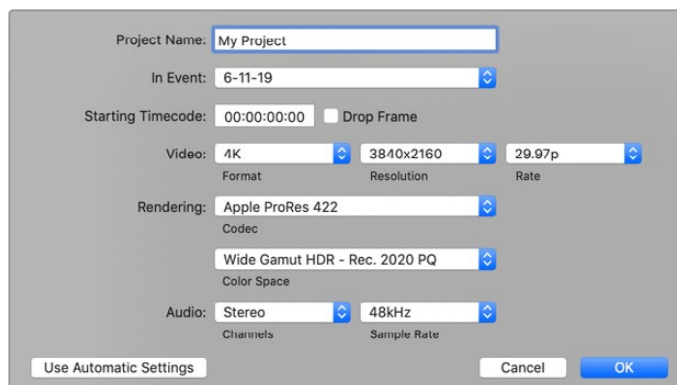 Project Name: My Project
In Event: 6-11-19
Starting Timecode: 00:00:00:00 Drop Frame
Video: 4K 3840x2160 29.97p
Format Resolution Rate
Rendering: Apple ProRes 422
Codec
Wide Gamut HDR - Rec. 2020 PQ
Color Space
Audio: Stereo 48kHz
Channels Sample Rate
Use Automatic Settings Cancel OK